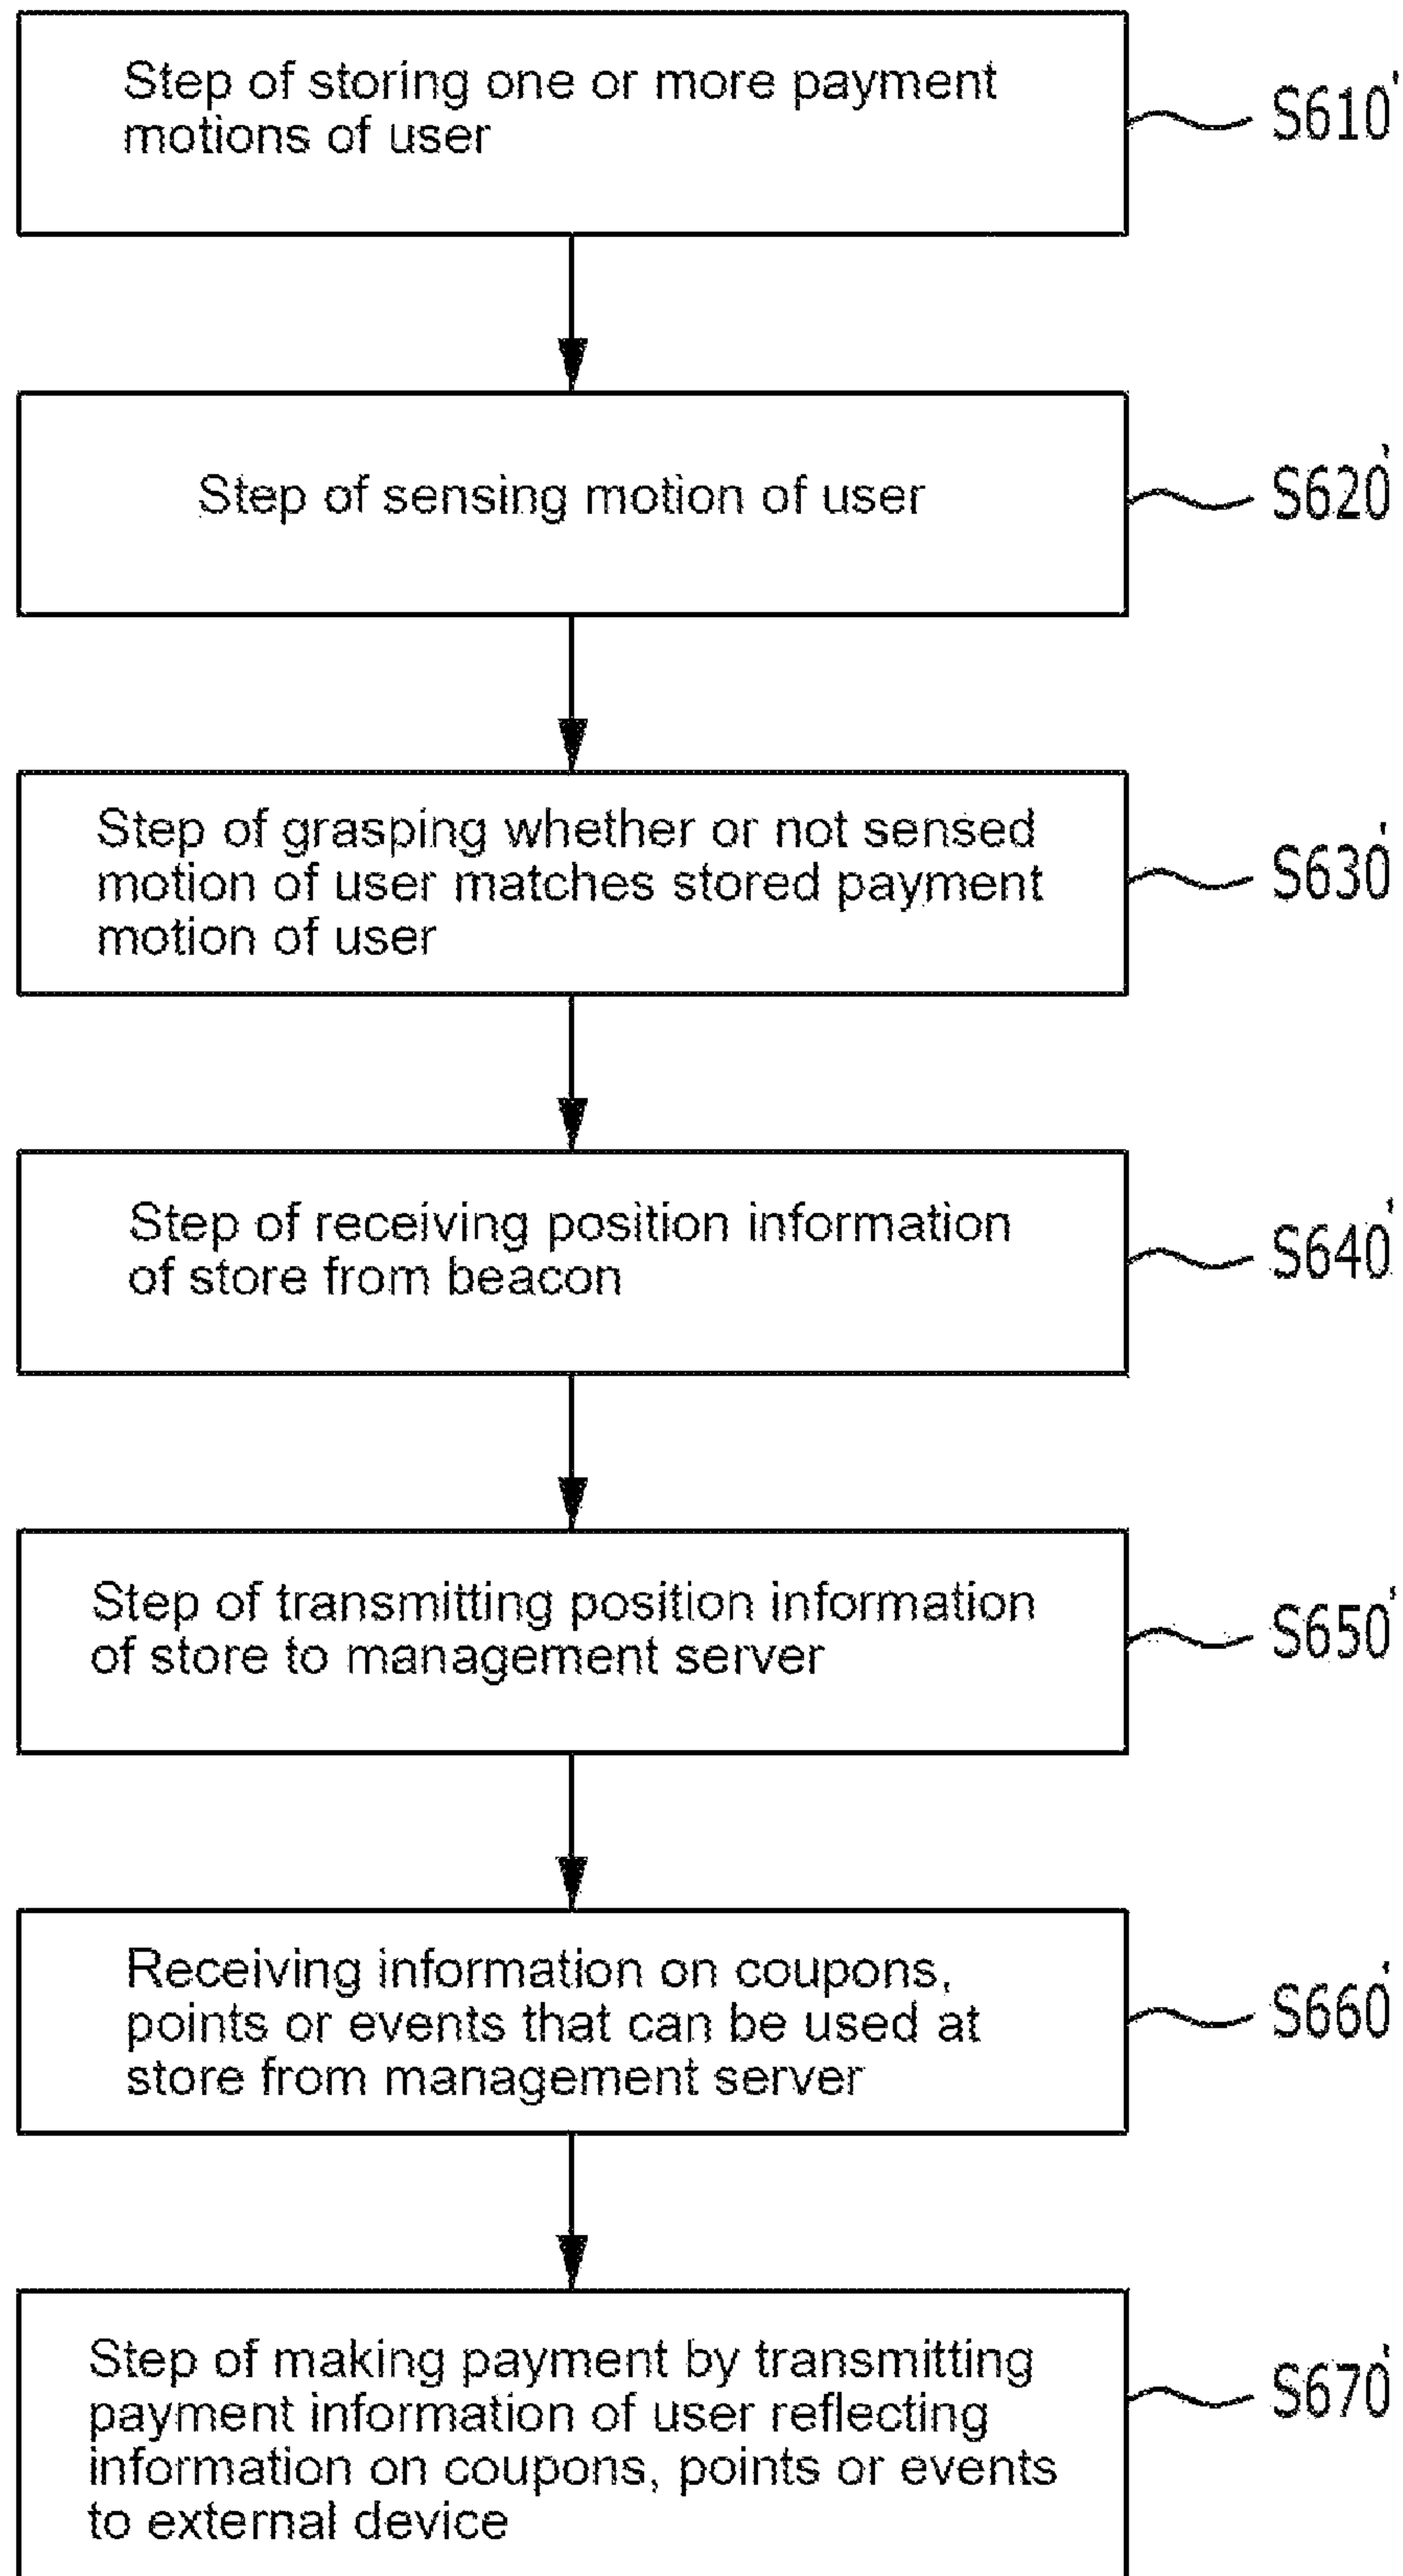 Step of storing one or more payment
motions of user
S610'
Step of sensing motion of user
S620'
Step of grasping whether or not sensed
motion of user matches stored payment
motion of user
S630'
Step of receiving position information
of store from beacon
S640'
Step of transmitting position information
of store to management server
S650'
Receiving information on coupons,
points or events that can be used at
store from management server
S660'
Step of making payment by transmitting
payment information of user reflecting
information on coupons, points or events
to external device
S670'